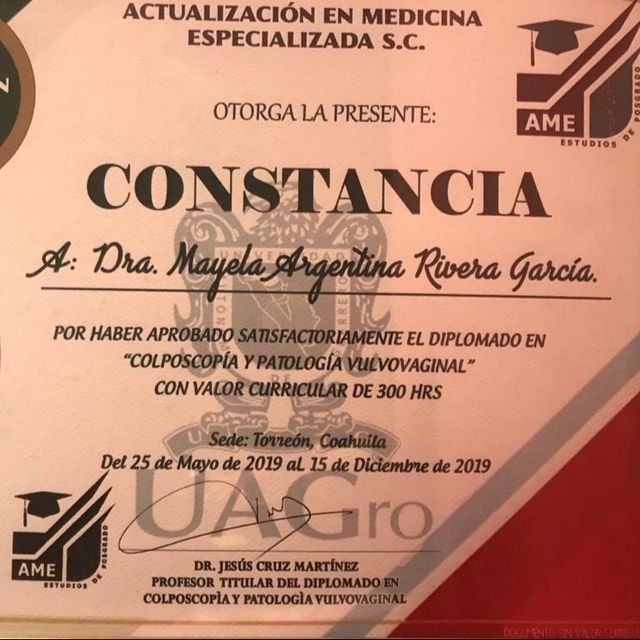 ACTUALIZACIÓN EN MEDICINA
ESPECIALIZADA S.C.
AME
ESTUDIOS DE POSGRADO
OTORGA LA PRESENTE:
CONSTANCIA
A: Dra. Mayela Argentina Rivera García.
POR HABER APROBADO SATISFACTORIAMENTE EL DIPLOMADO EN
“COLPOSCOPÍA Y PATOLOGÍA VULVOVAGINAL”
CON VALOR CURRICULAR DE 300 HRS
Sede: Torreón, Coahuila
Del 25 de Mayo de 2019 al 15 de Diciembre de 2019
UAGro
AME
ESTUDIOS DE POSGRADO
DR. JESÚS CRUZ MARTÍNEZ
PROFESOR TITULAR DEL DIPLOMADO EN
COLPOSCOPÌA Y PATOLOGÌA VULVOVAGINAL
DOCUMENTO SIN VALOR